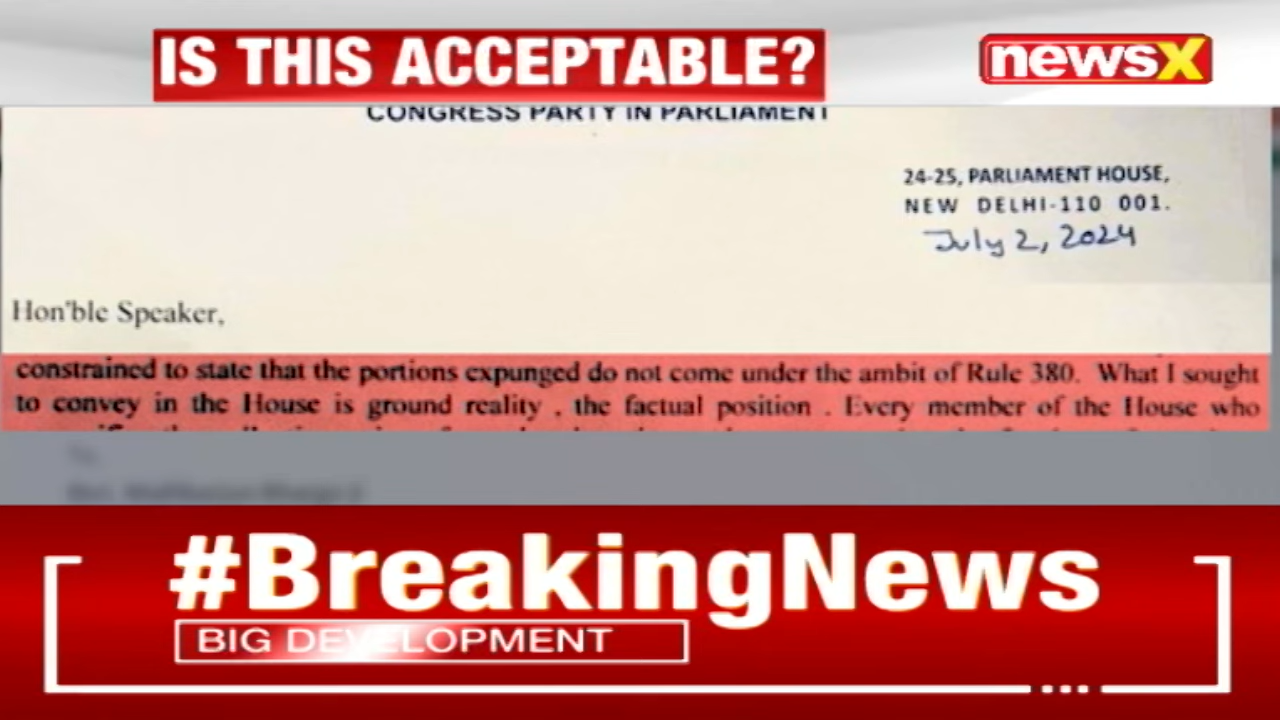 IS THIS ACCEPTABLE?
newsX
CONGRESS PARTY IN PARLIAMENT
24-25, PARLIAMENT HOUSE,
NEW DELHI-110 001.
July 2, 2024
Hon'ble Speaker,
constrained to state that the portions expunged do not come under the ambit of Rule 380. What I sought
to convey in the House is ground reality , the factual position . Every member of the House who
#BreakingNews
BIG DEVELOPMENT